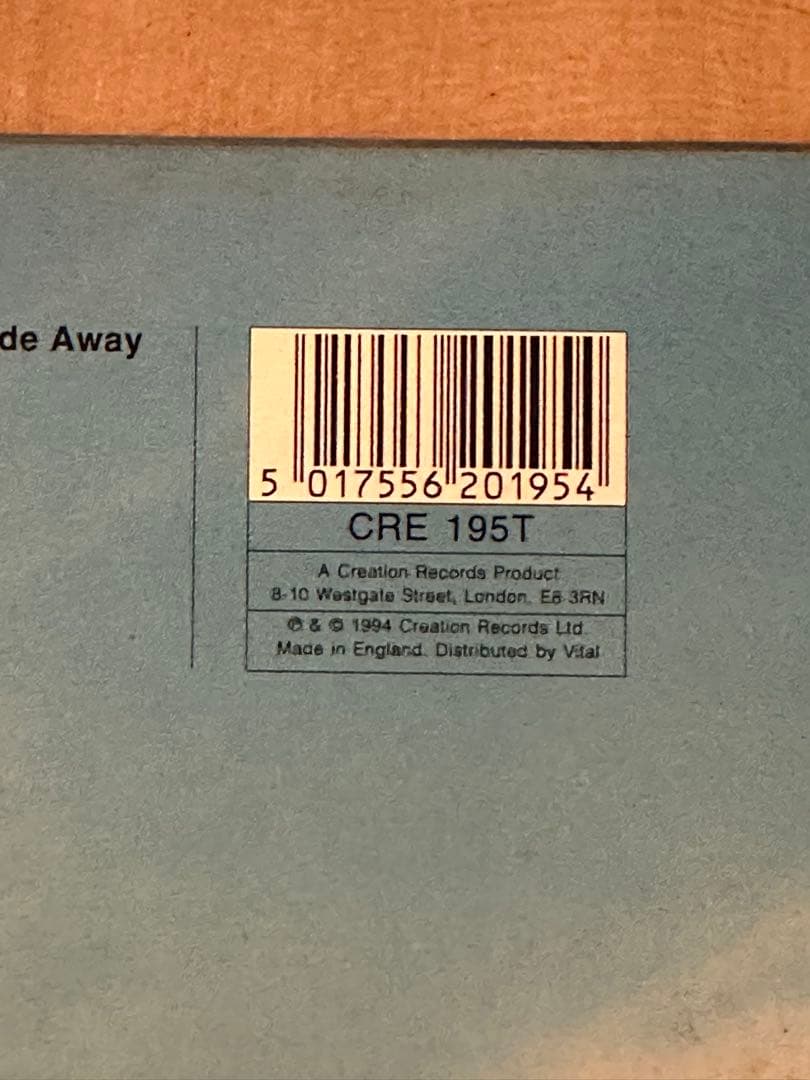 de Away
5 017556 201954
CRE 195T
A Creation Records Product
8-10 Westgate Street, London. E8 3RN
℗ & © 1994 Creation Records Ltd.
Made in England. Distributed by Vital